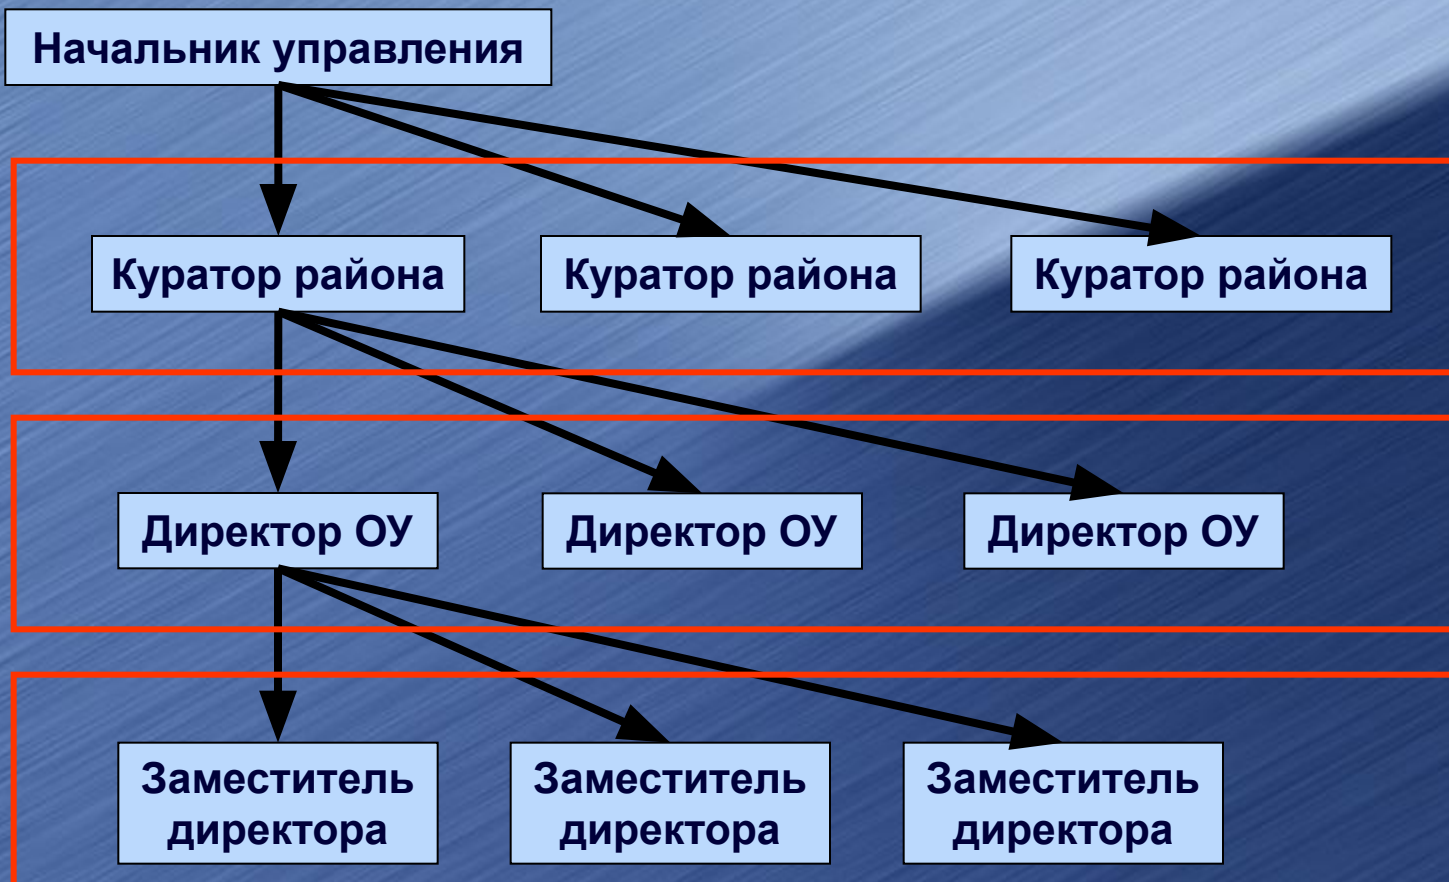 Начальник управления
Куратор района
Куратор района
Куратор района
Директор ОУ
Директор ОУ
Директор ОУ
Заместитель
директора
Заместитель
директора
Заместитель
директора